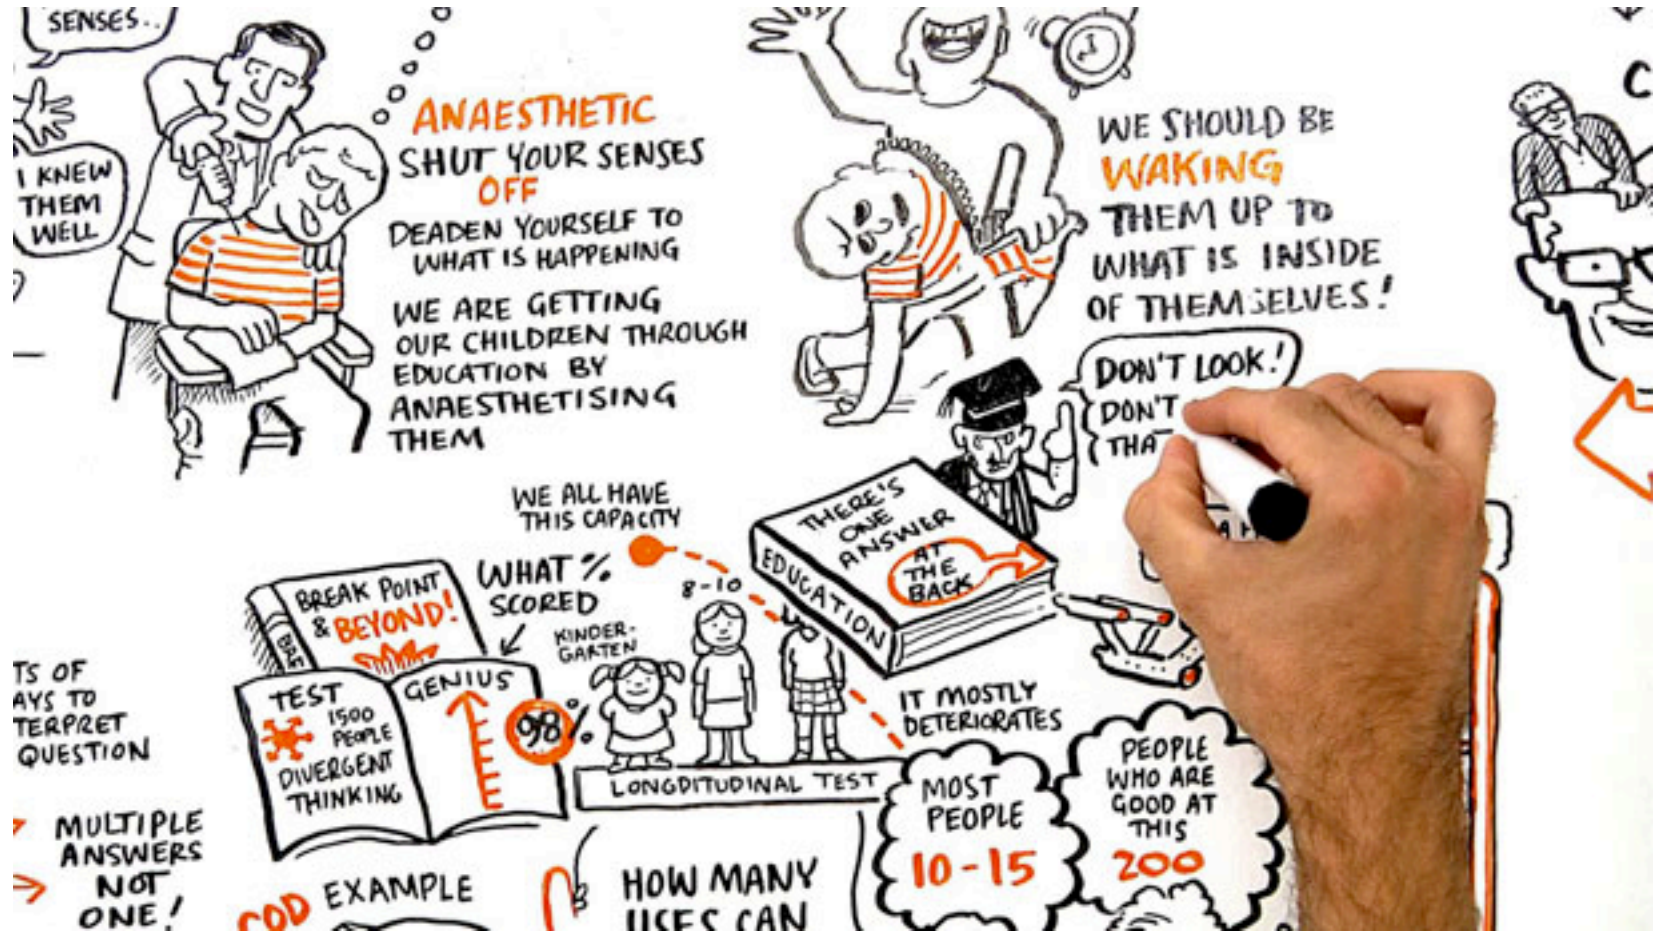 SENSES..
I KNEW
THEM
WELL
ANAESTHETIC
SHUT YOUR SENSES
OFF
DEADEN YOURSELF TO
WHAT IS HAPPENING
WE ARE GETTING
OUR CHILDREN THROUGH
EDUCATION BY
ANAESTHETISING
THEM
WE SHOULD BE
WAKING
THEM UP TO
WHAT IS INSIDE
OF THEMSELVES!
C
DON'T LOOK!
DON'T
THAT
THERE'S
ONE
ANSWER
AT
THE
BACK
EDUCATION
WE ALL HAVE
THIS CAPACITY
BREAK POINT
& BEYOND!
WHAT %
SCORED
KINDER-
GARTEN
8-10
TEST
1500
PEOPLE
DIVERGENT
THINKING
GENIUS
98%
LONGDITUDINAL TEST
IT MOSTLY
DETERIORATES
MOST
PEOPLE
10-15
PEOPLE
WHO ARE
GOOD AT
THIS
200
TS OF
AYS TO
TERPRET
QUESTION
MULTIPLE
ANSWERS
NOT
ONE!
EXAMPLE
HOW MANY
USES CAN